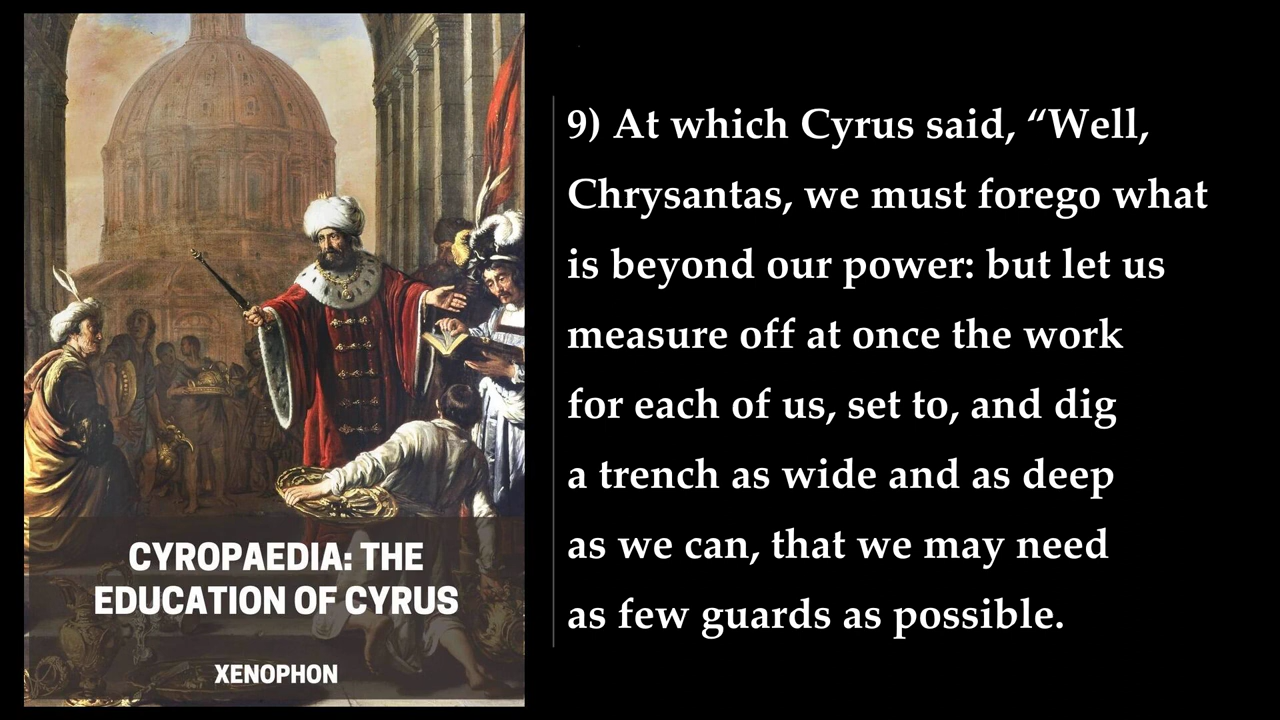 CYROPAEDIA: THE
EDUCATION OF CYRUS
XENOPHON
9) At which Cyrus said, “Well,
Chrysantas, we must forego what
is beyond our power: but let us
measure off at once the work
for each of us, set to, and dig
a trench as wide and as deep
as we can, that we may need
as few guards as possible.